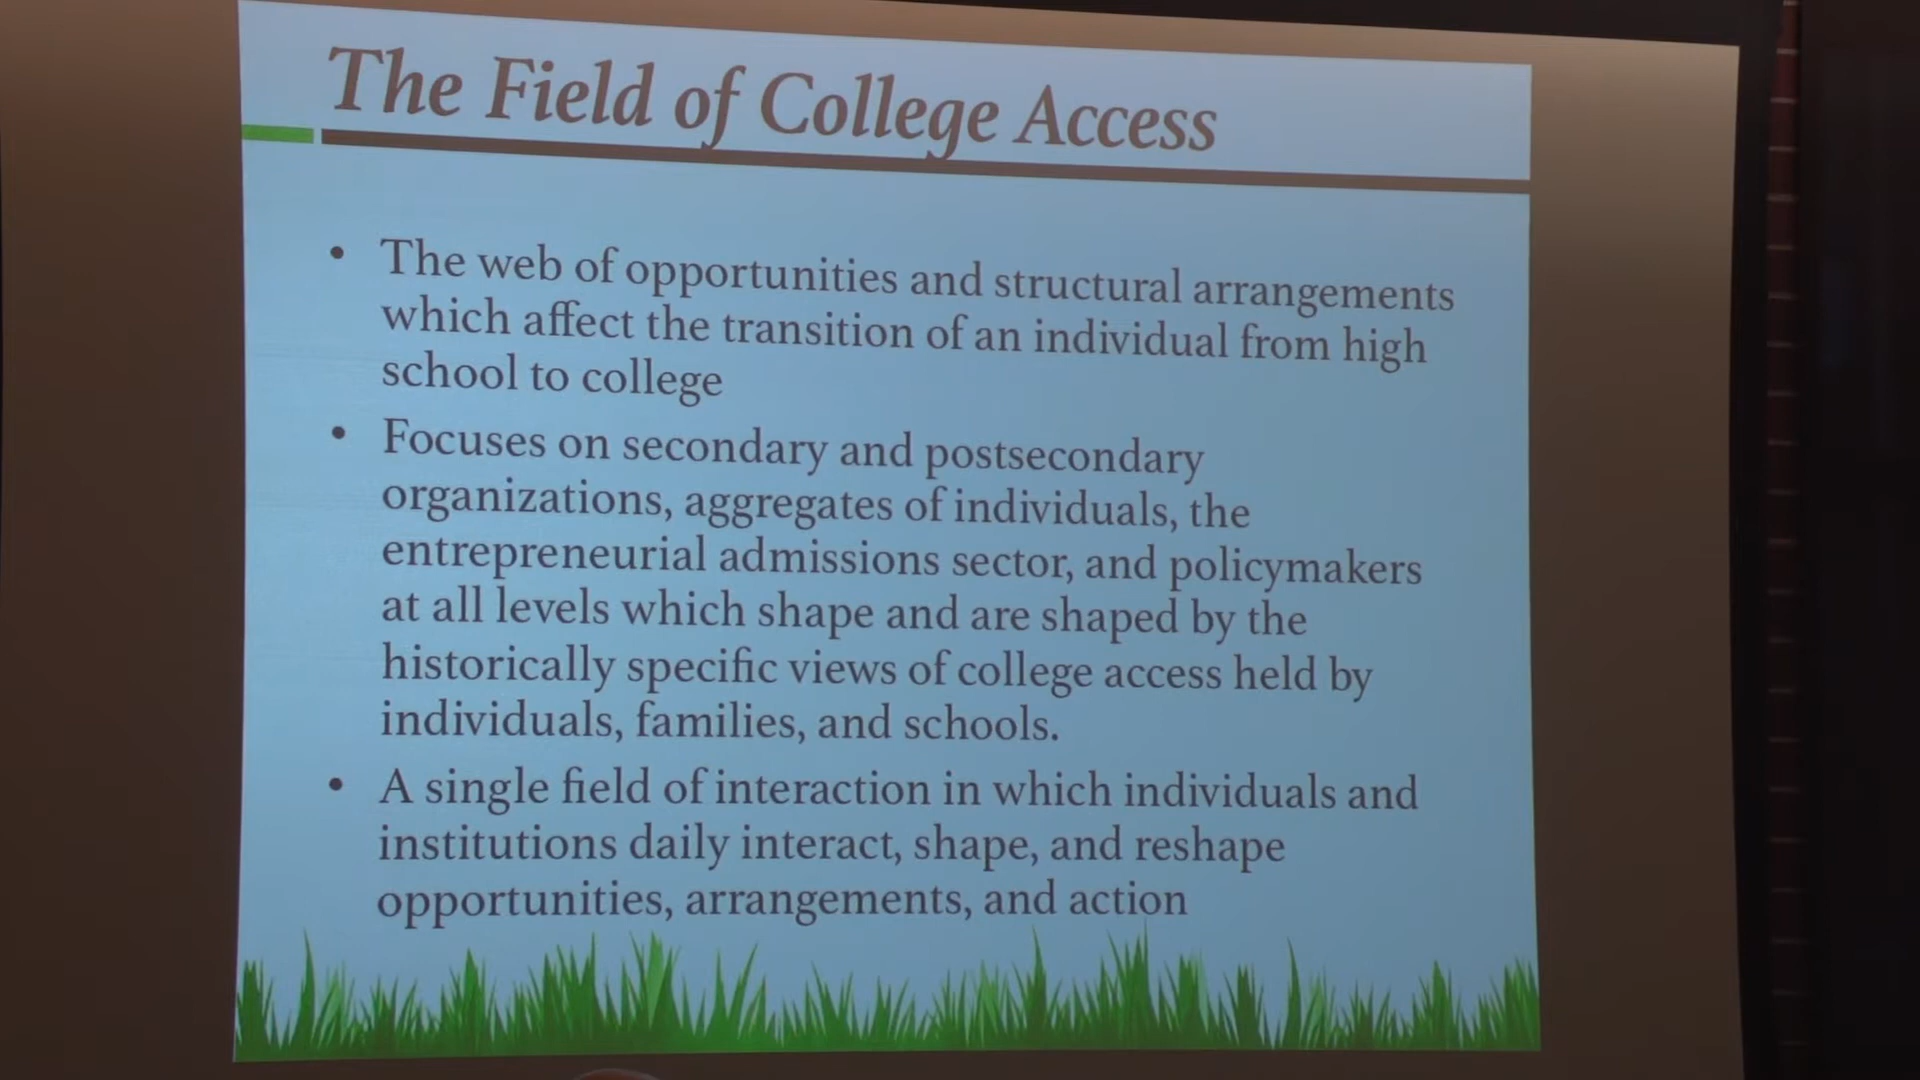 The Field of College Access
• The web of opportunities and structural arrangements
which affect the transition of an individual from high
school to college
• Focuses on secondary and postsecondary
organizations, aggregates of individuals, the
entrepreneurial admissions sector, and policymakers
at all levels which shape and are shaped by the
historically specific views of college access held by
individuals, families, and schools.
• A single field of interaction in which individuals and
institutions daily interact, shape, and reshape
opportunities, arrangements, and action